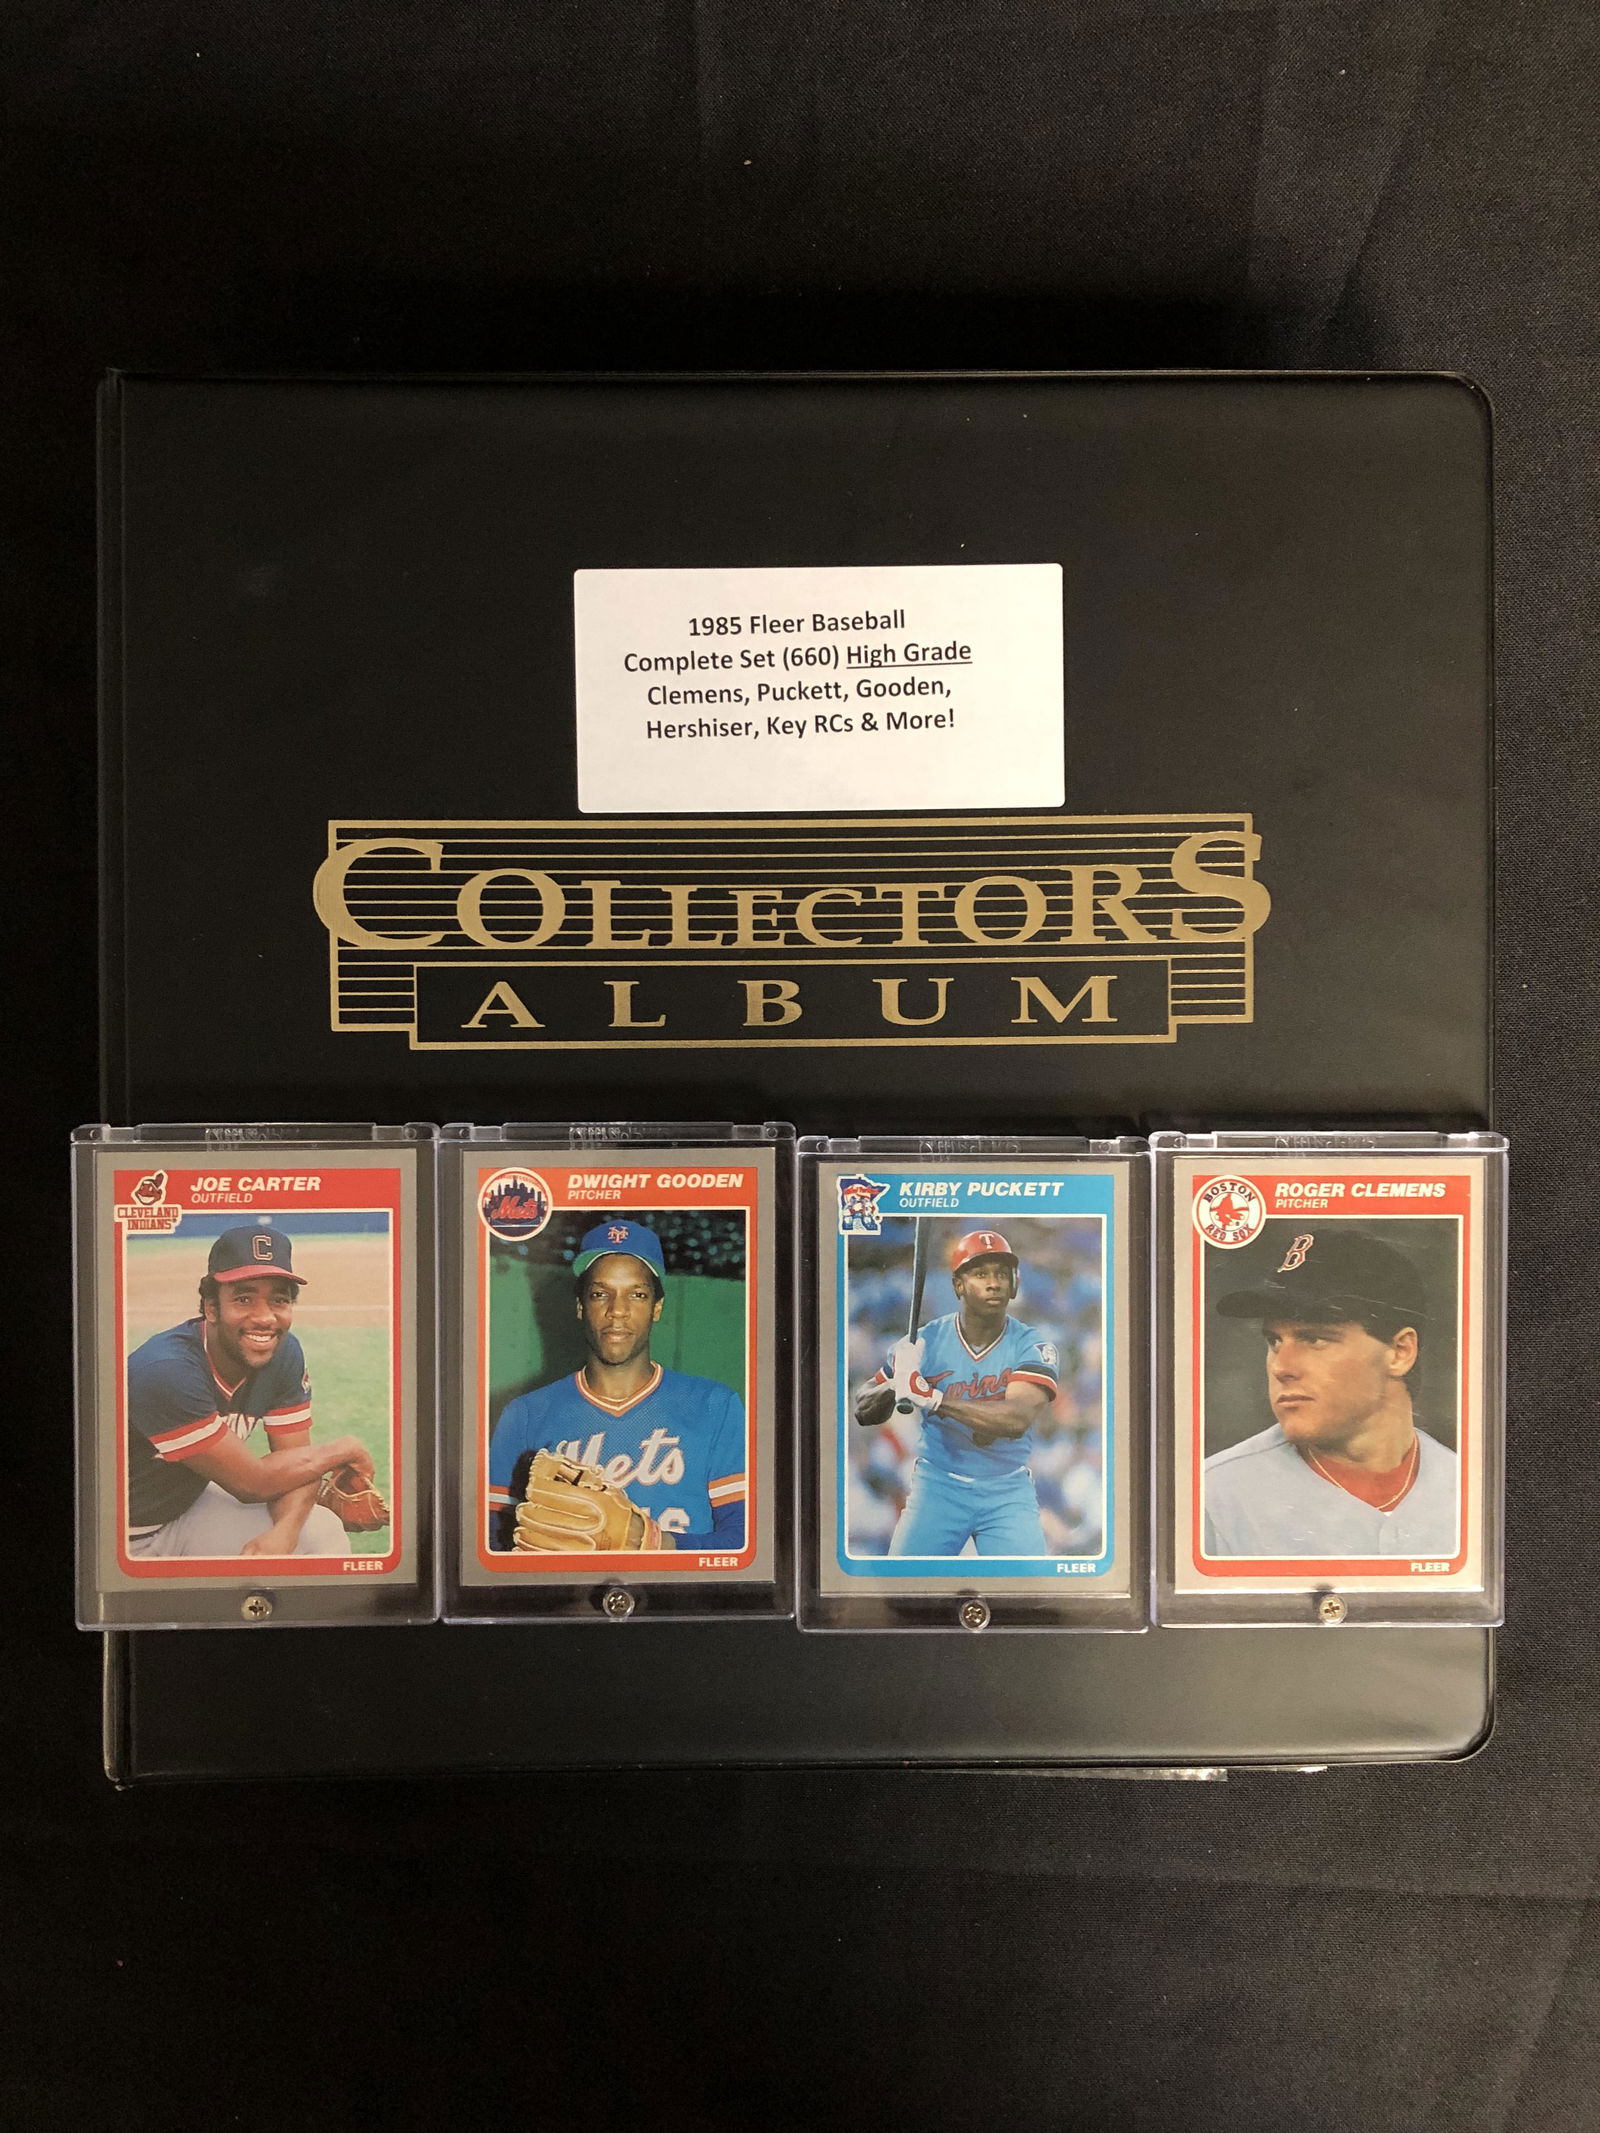 1985 Fleer Baseball
Complete Set (660) High Grade
Clemens, Puckett, Gooden,
Hershiser, Key RCs & More!
COLLECTORS
ALBUM
JOE CARTER
OUTFIELD
CLEVELAND
INDIANS
C
FLEER
DWIGHT GOODEN
PITCHER
Mets
NY
Mets
FLEER
KIRBY PUCKETT
OUTFIELD
T
Twins
FLEER
ROGER CLEMENS
PITCHER
BOSTON
RED SOX
B
FLEER